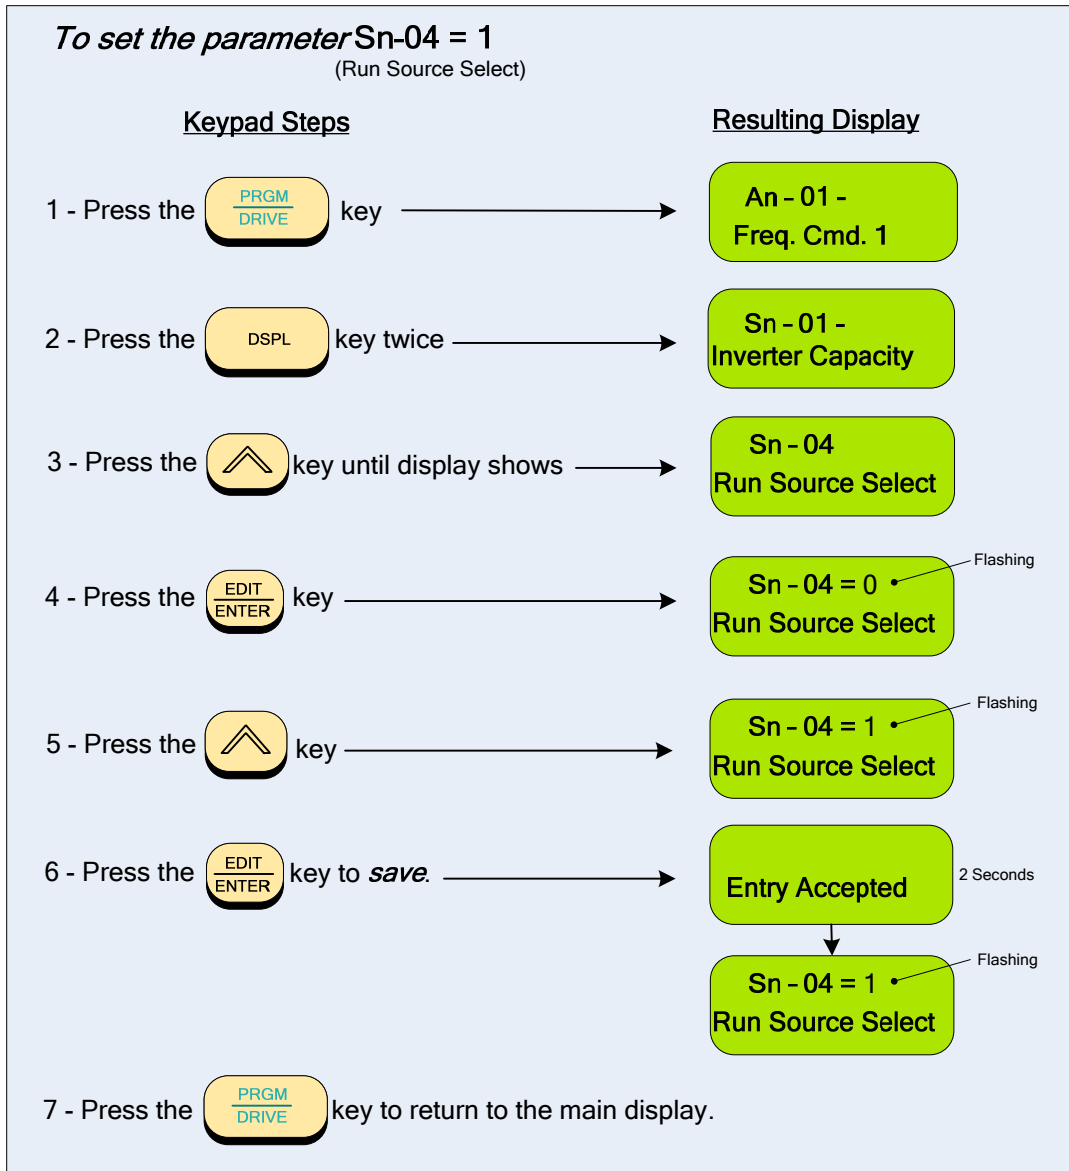 To set the parameter Sn-04 = 1
(Run Source Select)
Keypad Steps
Resulting Display
1 - Press the PRGM DRIVE key
An - 01 -
Freq. Cmd. 1
2 - Press the DSPL key twice
Sn - 01 -
Inverter Capacity
3 - Press the key until display shows
Sn - 04
Run Source Select
4 - Press the EDIT ENTER key
Sn - 04 = 0
Run Source Select
Flashing
5 - Press the key
Sn - 04 = 1
Run Source Select
Flashing
6 - Press the EDIT ENTER key to save.
Entry Accepted
2 Seconds
Sn - 04 = 1
Run Source Select
Flashing
7 - Press the PRGM DRIVE key to return to the main display.